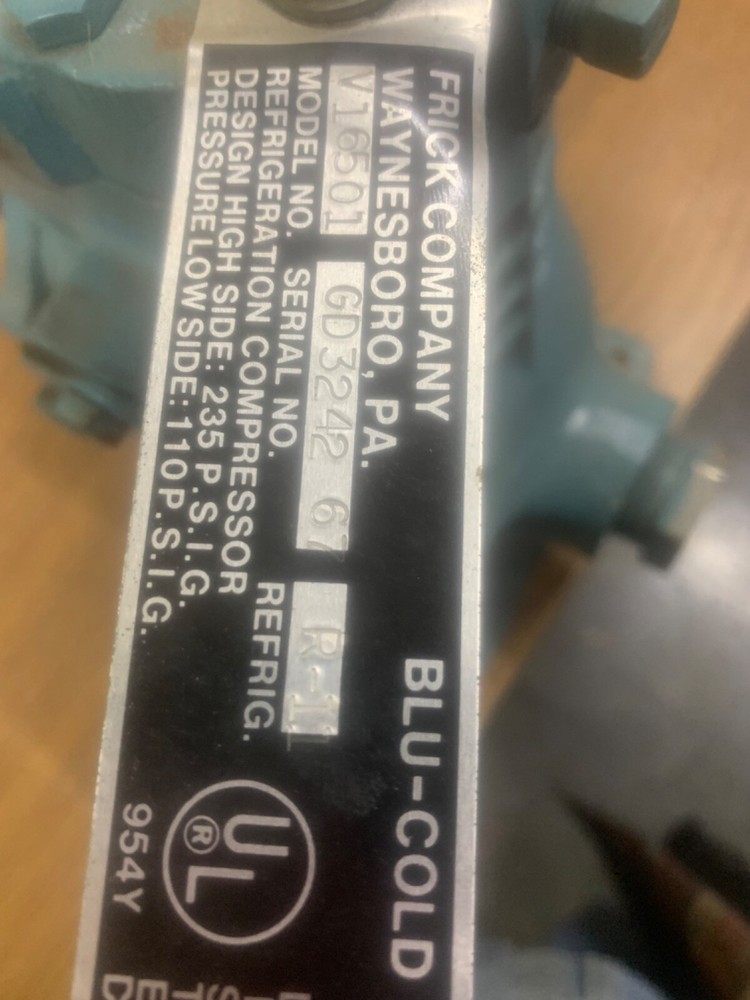 FRICK COMPANY BLU-COLD
WAYNESBORO, PA.
V16501 GD3242 67
MODEL NO. SERIAL NO. REFRIG.
REFRIGERATION COMPRESSOR
DESIGN HIGH SIDE: 235 P.S.I.G.
PRESSURE LOW SIDE: 110 P.S.I.G.
UL ®
954Y